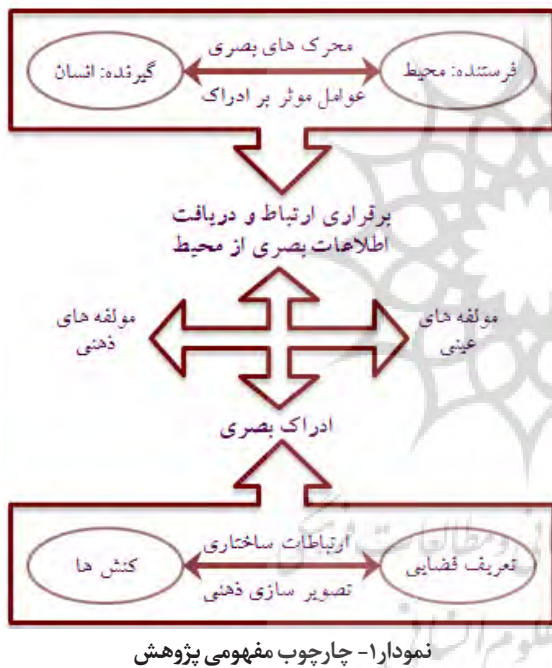 فرستنده: محیط
محرک های بصری
عوامل موثر بر ادراک
گیرنده: انسان
برقراری ارتباط و دریافت
اطلاعات بصری از محیط
مولفه های
عینی
مولفه های
ذهنی
ادراک بصری
تعریف فضایی
ارتباطات ساختاری
تصویر سازی ذهنی
کنش ها
نمودار۱- چارچوب مفهومی پژوهش